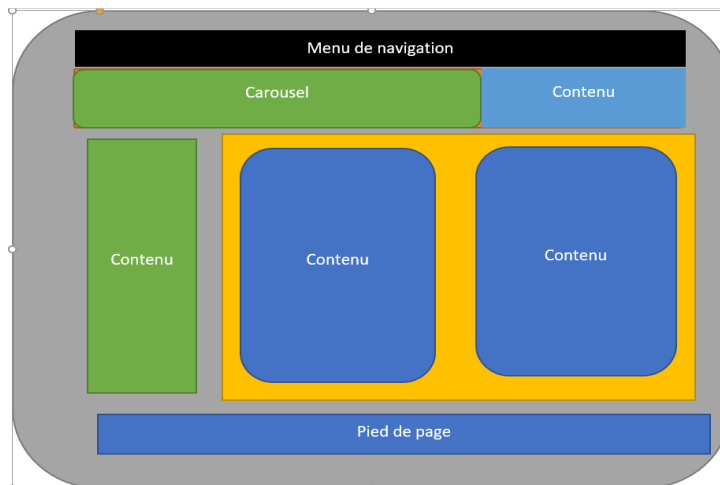 Menu de navigation
Carousel
Contenu
Contenu
Contenu
Contenu
Pied de page